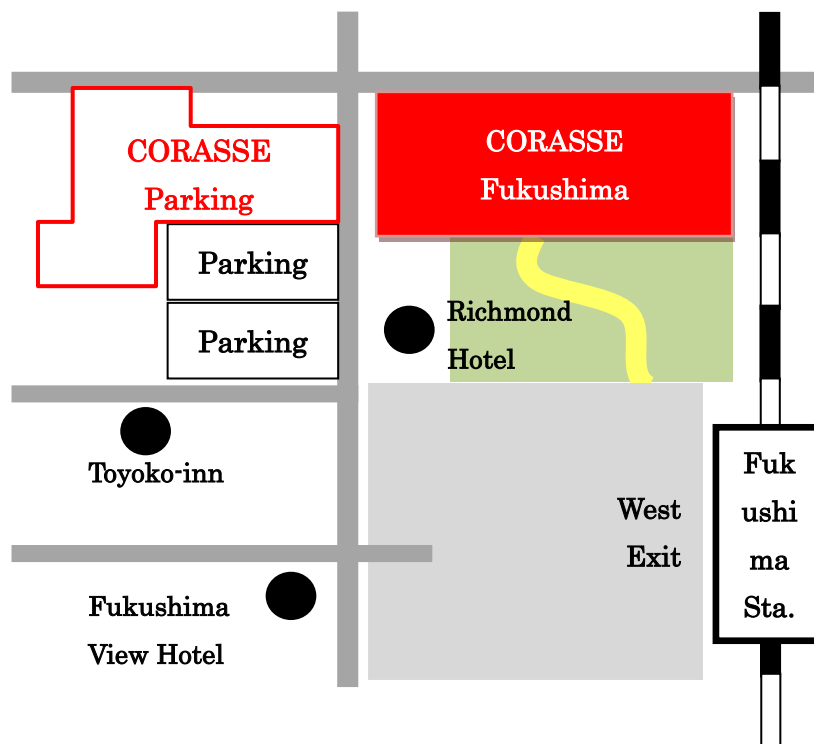 CORASSE
Parking
CORASSE
Fukushima
Parking
Parking
Richmond
Hotel
Toyoko-inn
West
Exit
Fuk
ushi
ma
Sta.
Fukushima
View Hotel